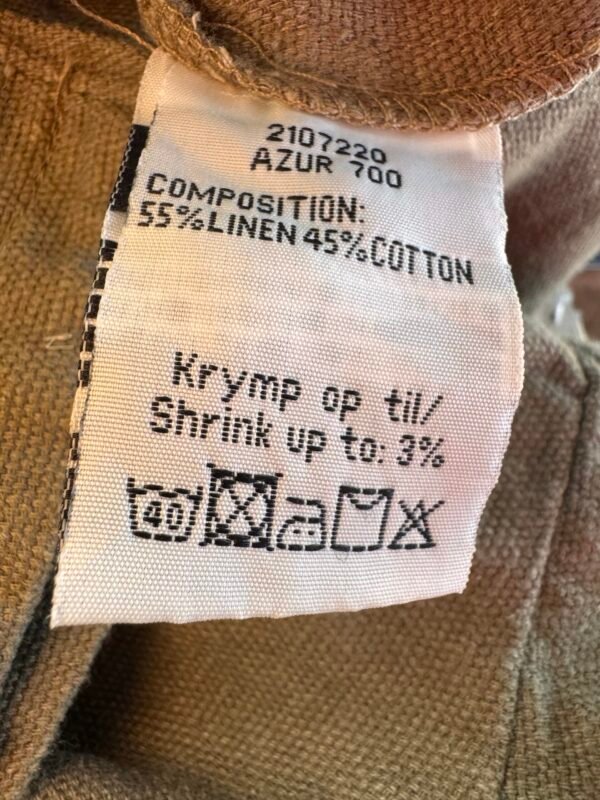 2107220
AZUR 700
COMPOSITION:
55%LINEN 45%COTTON
Krymp op til/
Shrink up to: 3%
40